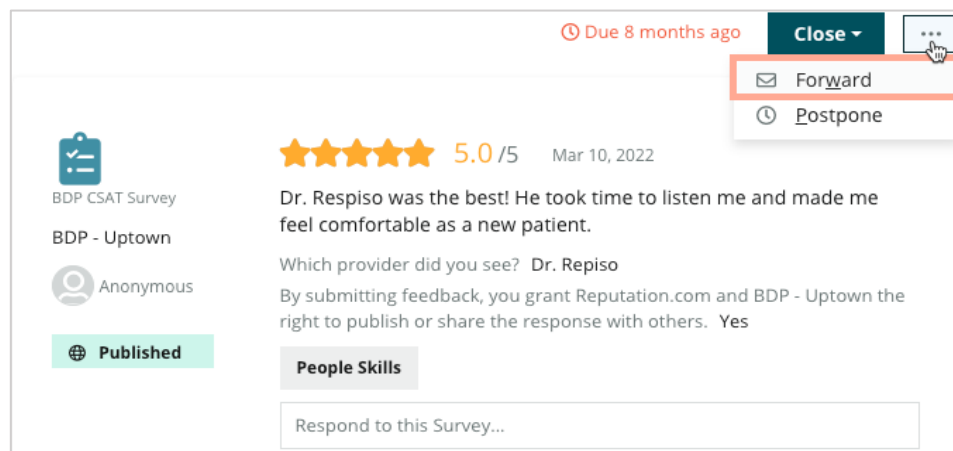 Due 8 months ago
Close
...
Forward
Postpone
5.0 /5 Mar 10, 2022
BDP CSAT Survey
BDP - Uptown
Anonymous
Published
Dr. Respiso was the best! He took time to listen me and made me
feel comfortable as a new patient.
Which provider did you see? Dr. Repiso
By submitting feedback, you grant Reputation.com and BDP - Uptown the
right to publish or share the response with others. Yes
People Skills
Respond to this Survey...